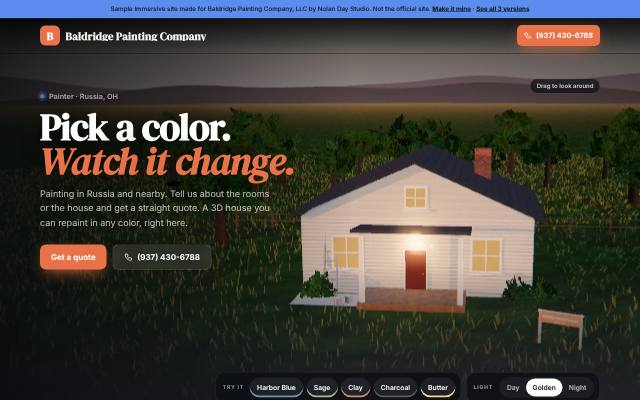 Sample Immersive site made for Baldridge Painting Company, LLC by Nolan Day Studio. Not the official site. Make it mine · See all 3 versions
B Baldridge Painting Company
(937) 430-6788
Drag to look around
Painter · Russia, OH
Pick a color.
Watch it change.
Painting in Russia and nearby. Tell us about the rooms
or the house and get a straight quote. A 3D house you
can repaint in any color, right here.
Get a quote
(937) 430-6788
TRY IT Harbor Blue Sage Clay Charcoal Butter
LIGHT Day Golden Night